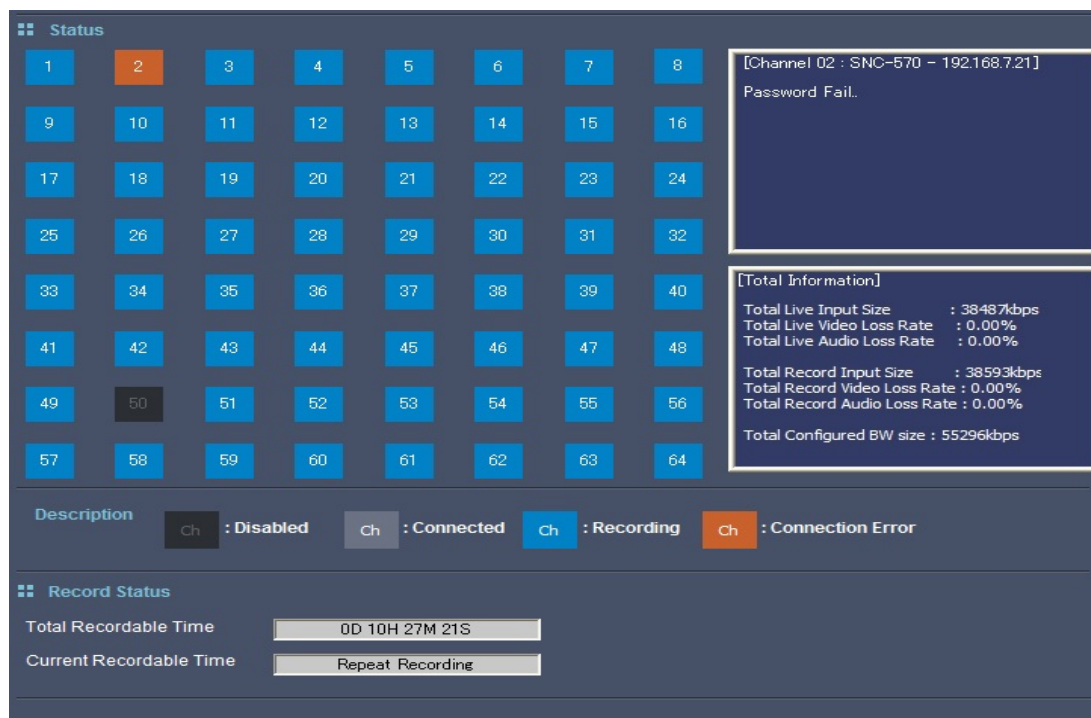 Status
1 2 3 4 5 6 7 8
9 10 11 12 13 14 15 16
17 18 19 20 21 22 23 24
25 26 27 28 29 30 31 32
33 34 35 36 37 38 39 40
41 42 43 44 45 46 47 48
49 50 51 52 53 54 55 56
57 58 59 60 61 62 63 64
[Channel 02 : SNC-570 - 192.168.7.21]
Password Fail..
[Total Information]
Total Live Input Size : 38487kbps
Total Live Video Loss Rate : 0.00%
Total Live Audio Loss Rate : 0.00%
Total Record Input Size : 38593kbps
Total Record Video Loss Rate : 0.00%
Total Record Audio Loss Rate : 0.00%
Total Configured BW size : 55296kbps
Description Ch : Disabled Ch : Connected Ch : Recording Ch : Connection Error
Record Status
Total Recordable Time 0D 10H 27M 21S
Current Recordable Time Repeat Recording